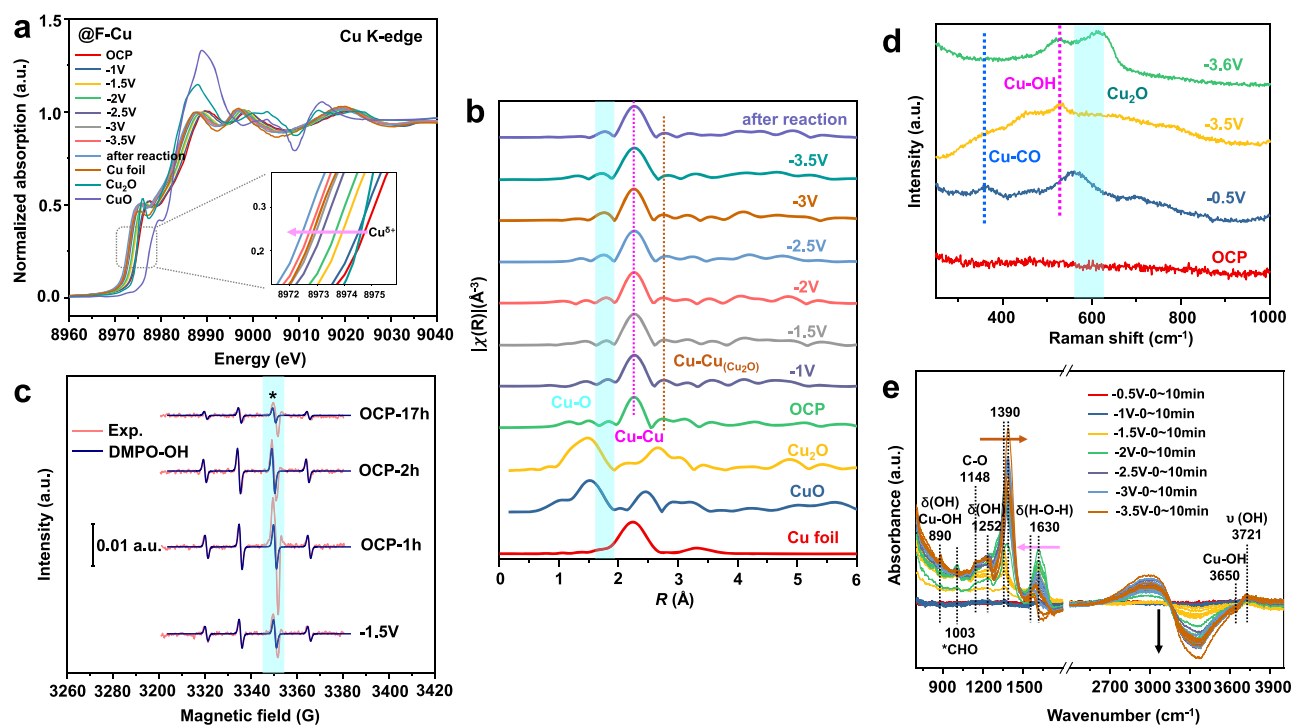 a
@F-Cu
Cu K-edge
OCP
-1V
-1.5V
-2V
-2.5V
-3V
-3.5V
after reaction
Cu foil
Cu₂O
CuO
Normalized absorption (a.u.)
1.5
1.0
0.5
0.0
0.3
0.2
Cuᵟ⁺
8972 8973 8974 8975
8960 8970 8980 8990 9000 9010 9020 9030 9040
Energy (eV)
b
|χ(R)|(Å⁻³)
after reaction
-3.5V
-3V
-2.5V
-2V
-1.5V
Cu-Cu(Cu₂O)
-1V
Cu-O
OCP
Cu-Cu
Cu₂O
CuO
Cu foil
0 1 2 3 4 5 6
R (Å)
c
Intensity (a.u.)
*
OCP-17h
Exp.
DMPO-OH
OCP-2h
0.01 a.u.
OCP-1h
-1.5V
3260 3280 3200 3320 3340 3360 3380 3400 3420
Magnetic field (G)
d
Intensity (a.u.)
-3.6V
Cu-OH
Cu₂O
-3.5V
Cu-CO
-0.5V
OCP
400 600 800 1000
Raman shift (cm⁻¹)
e
Absorbance (a.u.)
1390
-0.5V-0~10min
-1V-0~10min
-1.5V-0~10min
-2V-0~10min
-2.5V-0~10min
-3V-0~10min
-3.5V-0~10min
C-O
1148
δ(OH)
Cu-OH
890
δ(OH)
1252
δ(H-O-H)
1630
υ (OH)
3721
Cu-OH
3650
1003
*CHO
900 1200 1500 2700 3000 3300 3600 3900
Wavenumber (cm⁻¹)